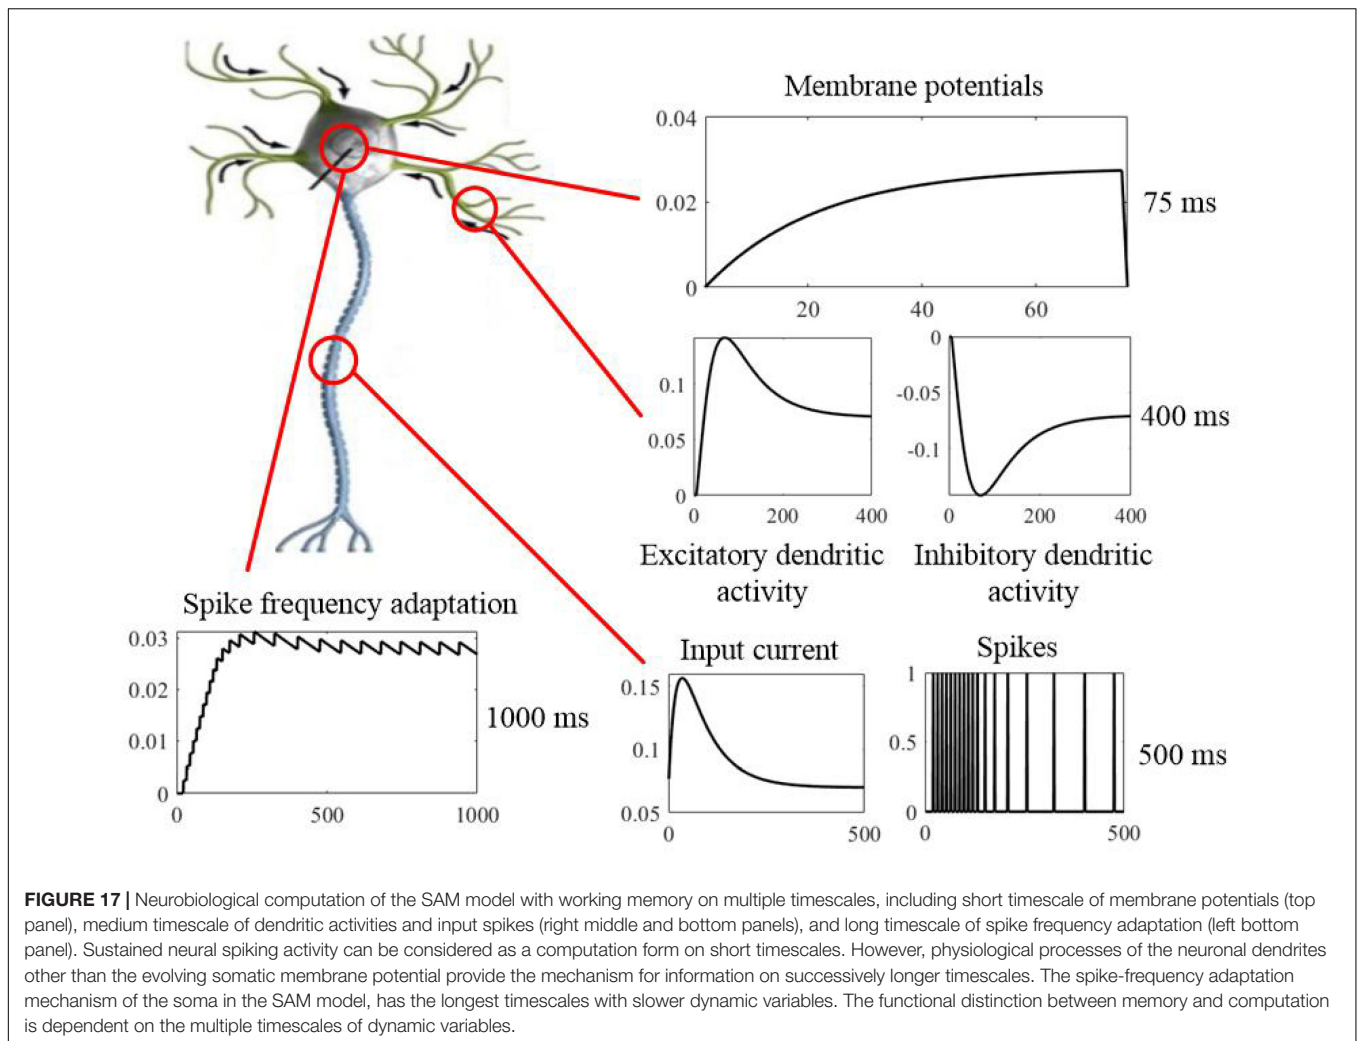 Membrane potentials
0.04
0.02
0
20 40 60
75 ms
0.1
0.05
0
0 200 400
Excitatory dendritic
activity
0
-0.05
-0.1
0 200 400
Inhibitory dendritic
activity
400 ms
Spike frequency adaptation
0.03
0.02
0.01
0
0 500 1000
1000 ms
Input current
0.15
0.1
0.05
0 500
Spikes
1
0.5
0
0 500
500 ms
FIGURE 17 | Neurobiological computation of the SAM model with working memory on multiple timescales, including short timescale of membrane potentials (top
panel), medium timescale of dendritic activities and input spikes (right middle and bottom panels), and long timescale of spike frequency adaptation (left bottom
panel). Sustained neural spiking activity can be considered as a computation form on short timescales. However, physiological processes of the neuronal dendrites
other than the evolving somatic membrane potential provide the mechanism for information on successively longer timescales. The spike-frequency adaptation
mechanism of the soma in the SAM model, has the longest timescales with slower dynamic variables. The functional distinction between memory and computation
is dependent on the multiple timescales of dynamic variables.